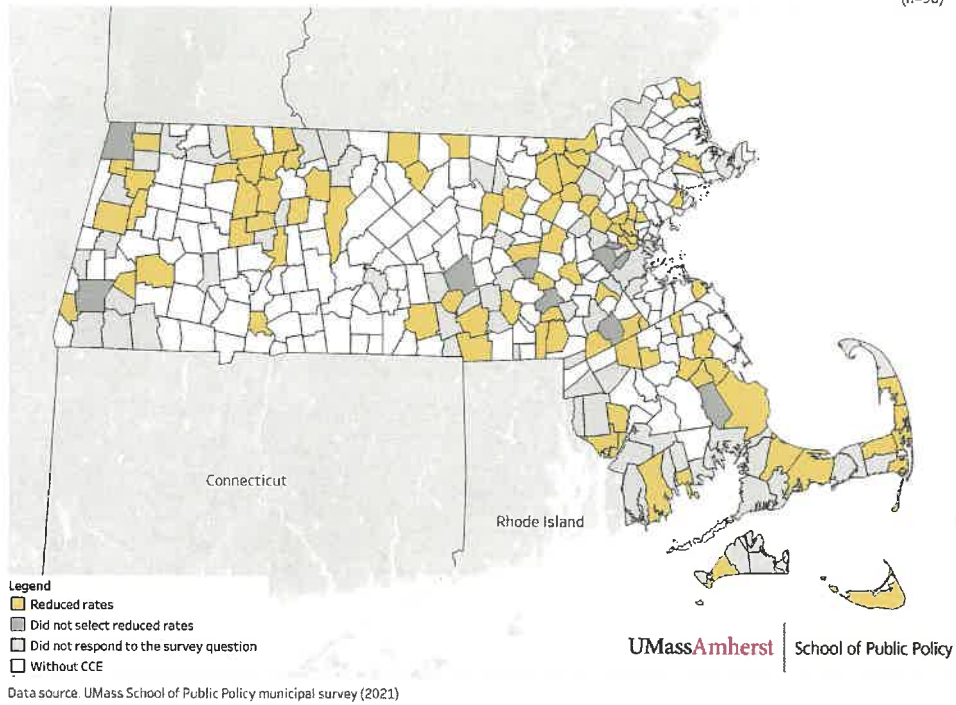 (n=98)
Connecticut
Rhode Island
Legend
Reduced rates
Did not select reduced rates
Did not respond to the survey question
Without CCE
UMassAmherst | School of Public Policy
Data source. UMass School of Public Policy municipal survey (2021)